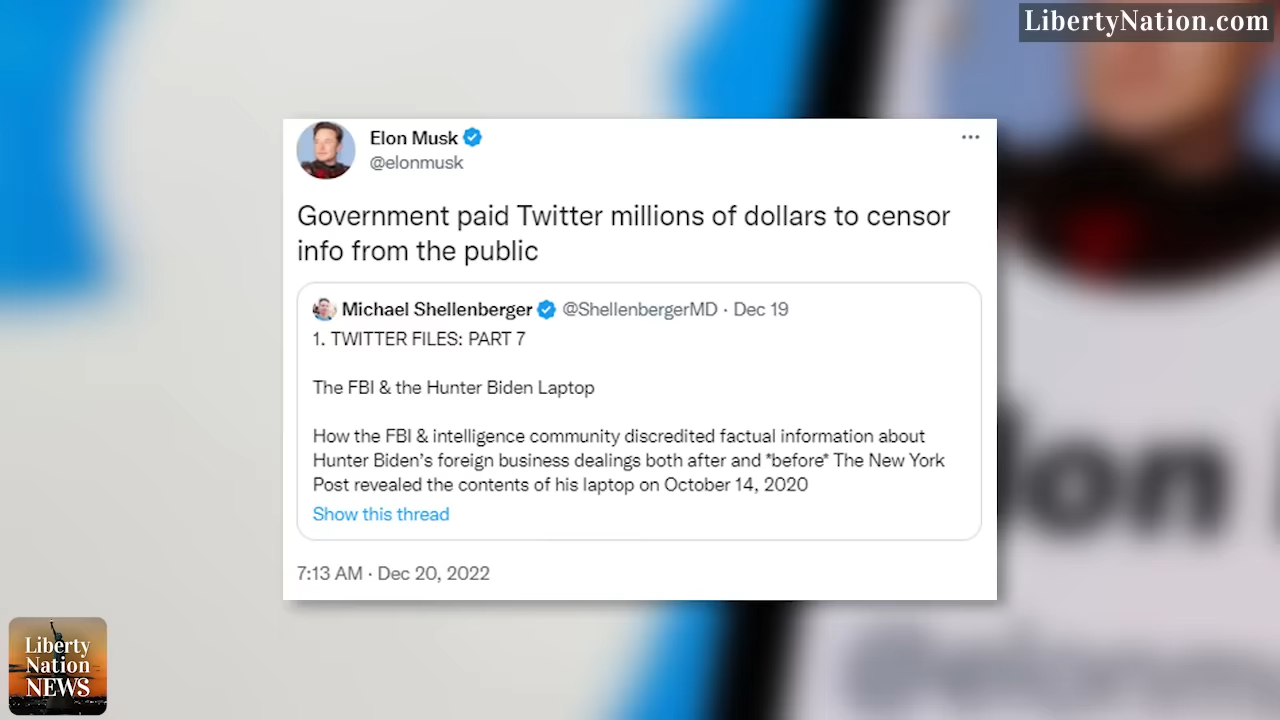 LibertyNation.com
Elon Musk
@elonmusk
Government paid Twitter millions of dollars to censor
info from the public
Michael Shellenberger @ShellenbergerMD · Dec 19
1. TWITTER FILES: PART 7
The FBI & the Hunter Biden Laptop
How the FBI & intelligence community discredited factual information about
Hunter Biden's foreign business dealings both after and *before* The New York
Post revealed the contents of his laptop on October 14, 2020
Show this thread
7:13 AM · Dec 20, 2022
Liberty
Nation
NEWS